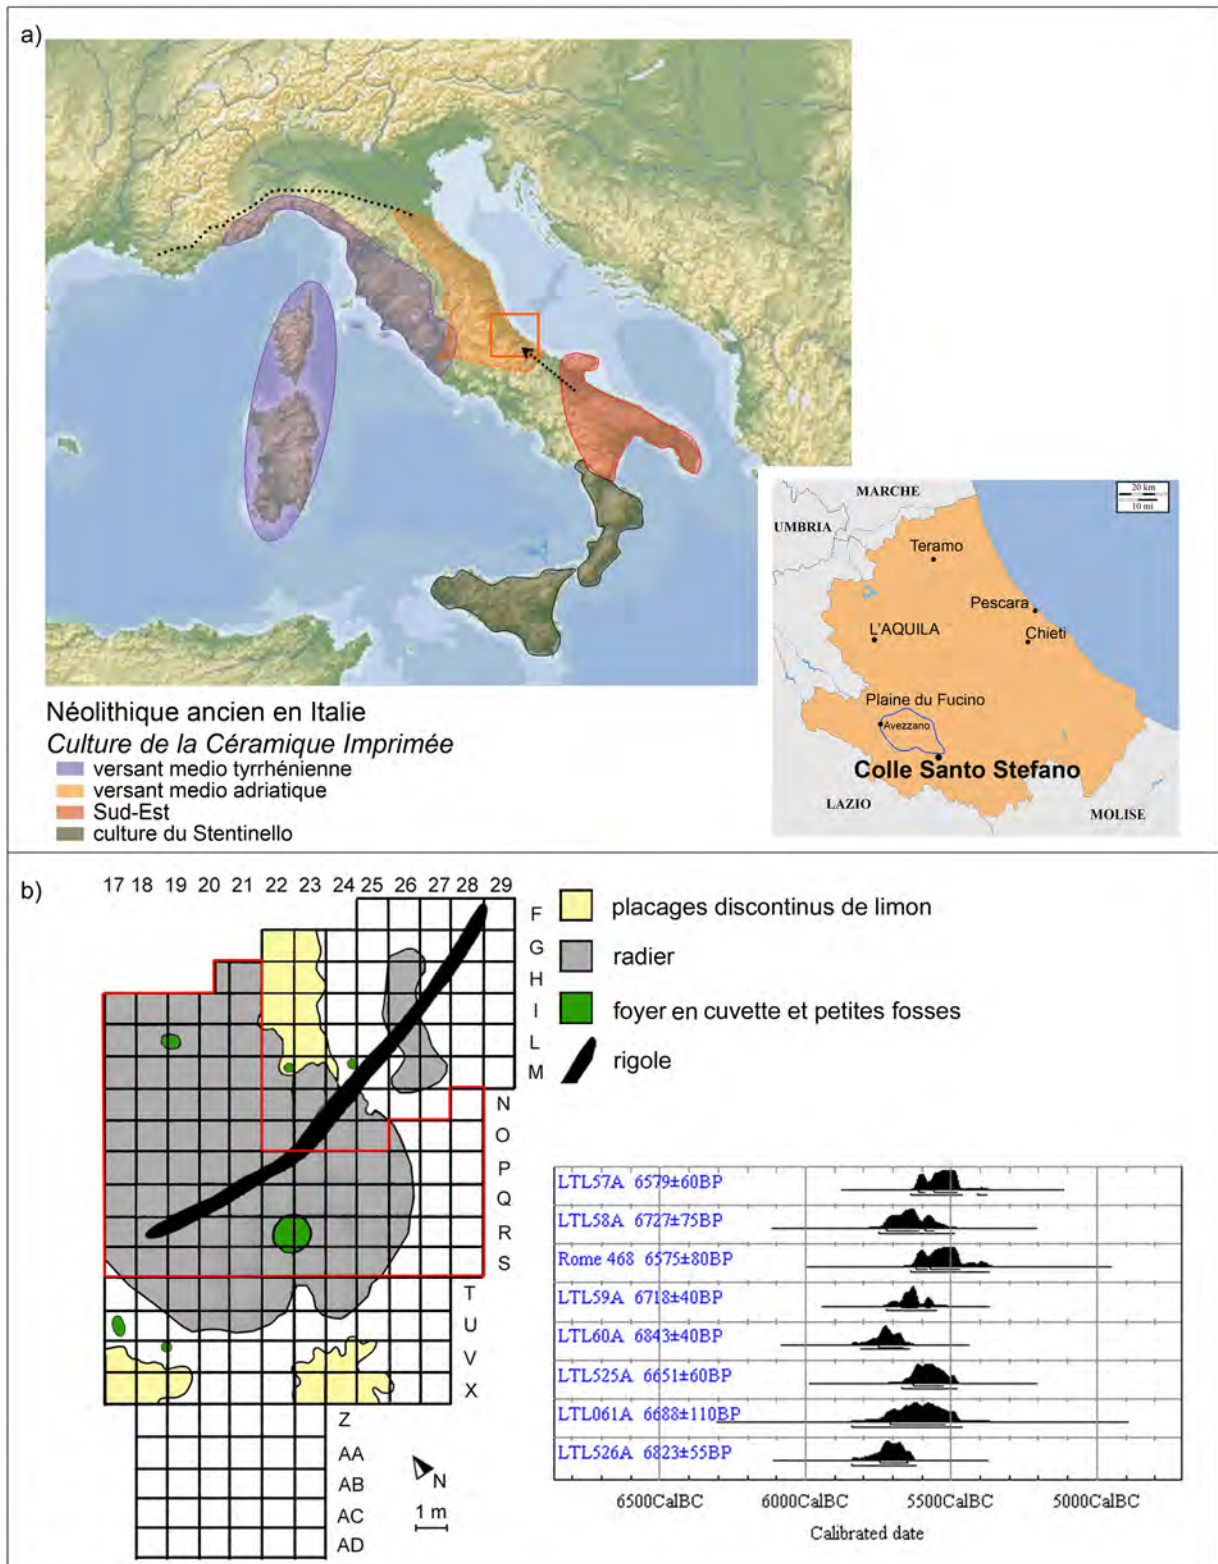 a)
Néolithique ancien en Italie
Culture de la Céramique Imprimée
versant medio tyrrhénienne
versant medio adriatique
Sud-Est
culture du Stentinello
20 km
10 mi
MARCHE
UMBRIA
Teramo
Pescara
L'AQUILA
Chieti
Plaine du Fucino
Avezzano
Colle Santo Stefano
LAZIO
MOLISE
b)
17 18 19 20 21 22 23 24 25 26 27 28 29
F
G
H
I
L
M
N
O
P
Q
R
S
T
U
V
X
Z
AA
AB
AC
AD
N
1 m
placages discontinus de limon
radier
foyer en cuvette et petites fosses
rigole
LTL57A 6579±60BP
LTL58A 6727±75BP
Rome 468 6575±80BP
LTL59A 6718±40BP
LTL60A 6843±40BP
LTL525A 6651±60BP
LTL061A 6688±110BP
LTL526A 6823±55BP
6500CalBC 6000CalBC 5500CalBC 5000CalBC
Calibrated date